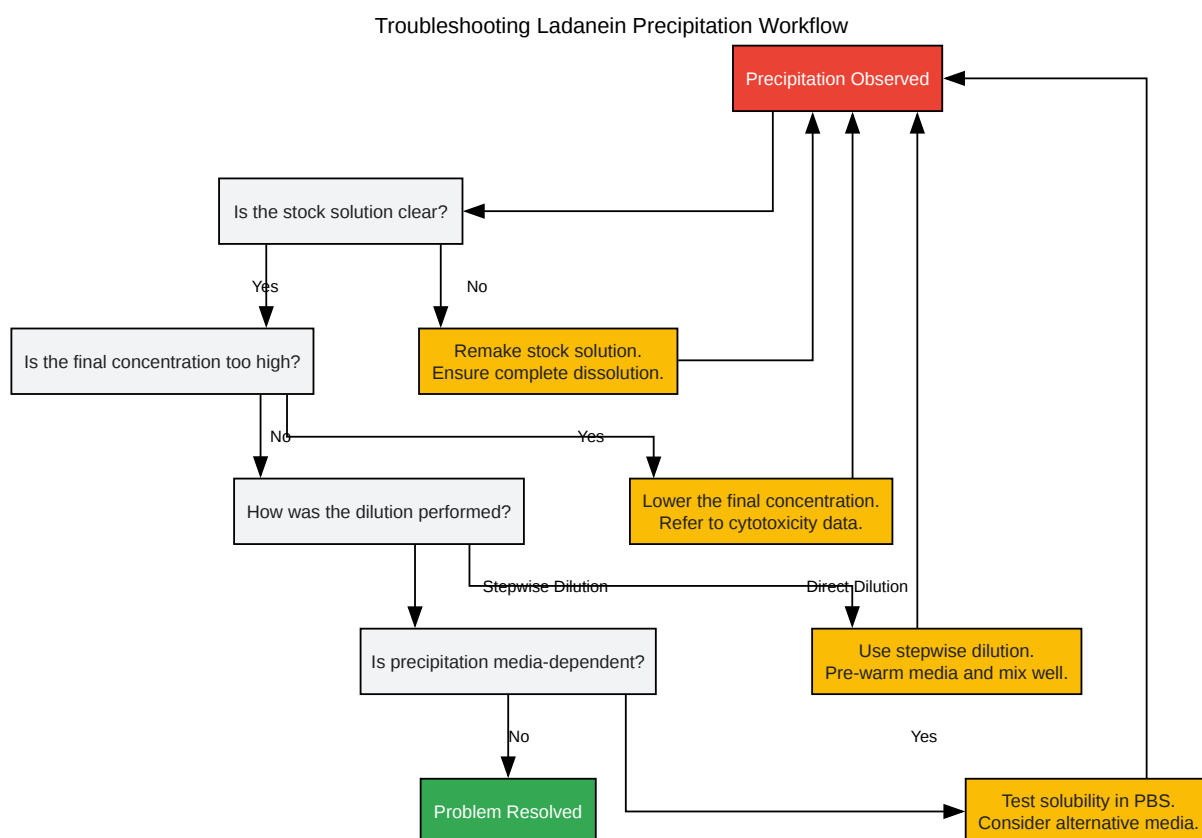 Troubleshooting Ladanein Precipitation Workflow
Precipitation Observed
Is the stock solution clear?
Yes
No
Is the final concentration too high?
Remake stock solution.
Ensure complete dissolution.
No
Yes
How was the dilution performed?
Lower the final concentration.
Refer to cytotoxicity data.
Stepwise Dilution
Direct Dilution
Is precipitation media-dependent?
Use stepwise dilution.
Pre-warm media and mix well.
No
Yes
Problem Resolved
Test solubility in PBS.
Consider alternative media.